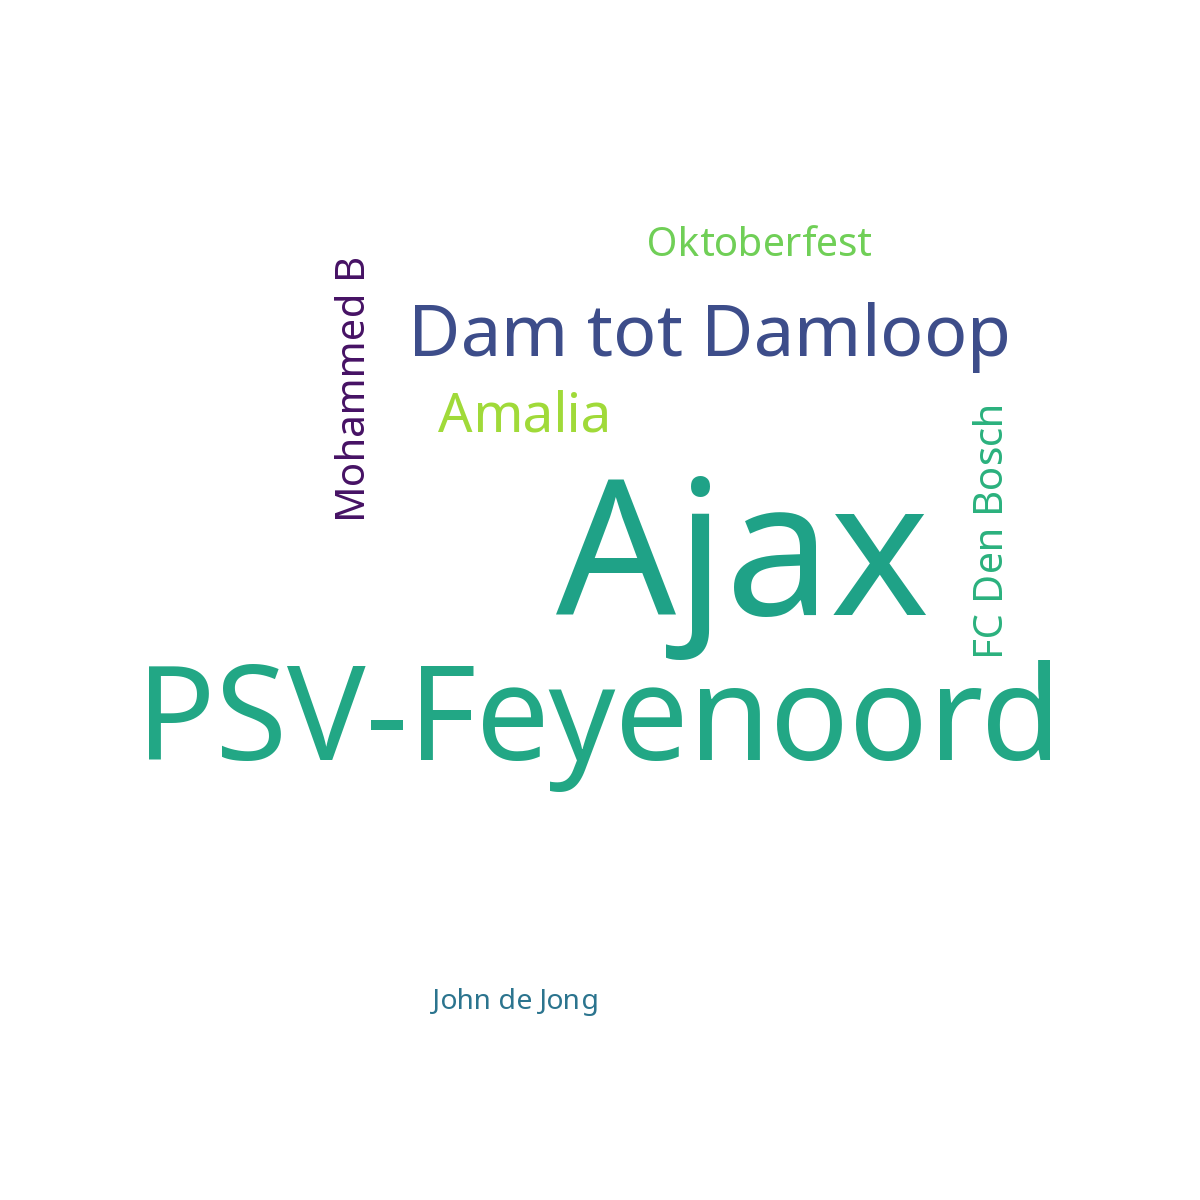 Oktoberfest
Mohammed B
Dam tot Damloop
Amalia
FC Den Bosch
Ajax
PSV-Feyenoord
John de Jong